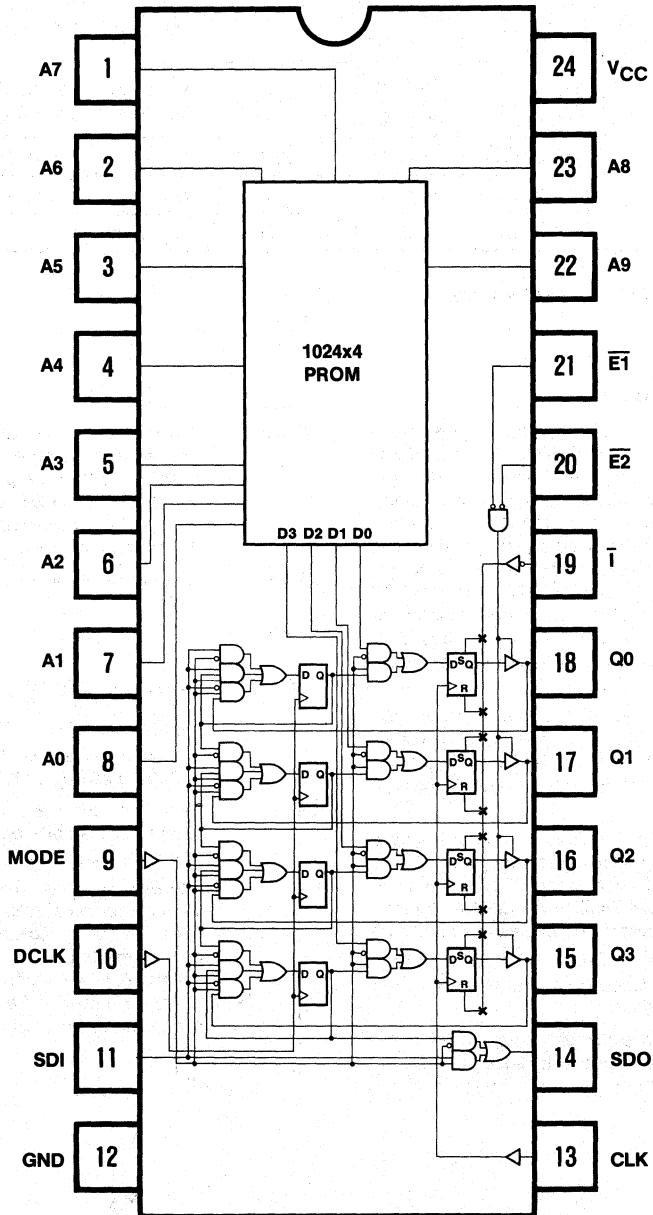 A7 1 24 VCC
A6 2 23 A8
A5 3 22 A9
1024x4
PROM
A4 4 21 E1̅
A3 5 20 E2̅
D3 D2 D1 D0
A2 6 19 I̅
A1 7 18 Q0
D Q D S Q R
A0 8 17 Q1
D Q D S Q R
MODE 9 16 Q2
D Q D S Q R
DCLK 10 15 Q3
D Q D S Q R
SDI 11 14 SDO
GND 12 13 CLK